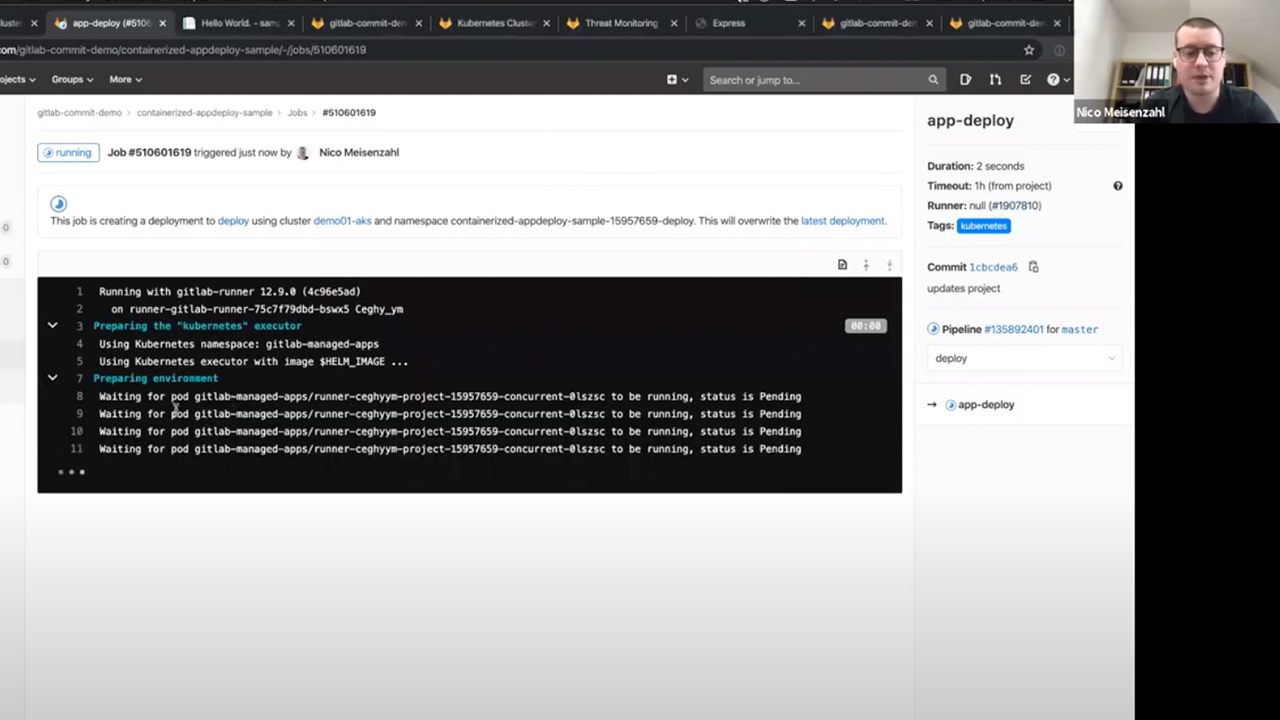 app-deploy (#5106
Hello World. - sam
gitlab-commit-den
Kubernetes Cluster
Threat Monitoring
Express
gitlab-commit-den
gitlab-commit-den
com/gitlab-commit-demo/containerized-appdeploy-sample/-/jobs/510601619
ojects
Groups
More
Search or jump to...
Nico Meisenzahl
gitlab-commit-demo > containerized-appdeploy-sample > Jobs > #510601619
running Job #510601619 triggered just now by Nico Meisenzahl
This job is creating a deployment to deploy using cluster demo01-aks and namespace containerized-appdeploy-sample-15957659-deploy. This will overwrite the latest deployment.
1 Running with gitlab-runner 12.9.0 (4c96e5ad)
2 on runner-gitlab-runner-75c7f79dbd-bswx5 Ceghy_ym
3 Preparing the "kubernetes" executor
00:00
4 Using Kubernetes namespace: gitlab-managed-apps
5 Using Kubernetes executor with image $HELM_IMAGE ...
7 Preparing environment
8 Waiting for pod gitlab-managed-apps/runner-ceghyym-project-15957659-concurrent-0lszsc to be running, status is Pending
9 Waiting for pod gitlab-managed-apps/runner-ceghyym-project-15957659-concurrent-0lszsc to be running, status is Pending
10 Waiting for pod gitlab-managed-apps/runner-ceghyym-project-15957659-concurrent-0lszsc to be running, status is Pending
11 Waiting for pod gitlab-managed-apps/runner-ceghyym-project-15957659-concurrent-0lszsc to be running, status is Pending
0
0
app-deploy
Duration: 2 seconds
Timeout: 1h (from project)
Runner: null (#1907810)
Tags: kubernetes
Commit 1cbcdea6
updates project
Pipeline #135892401 for master
deploy
→ app-deploy